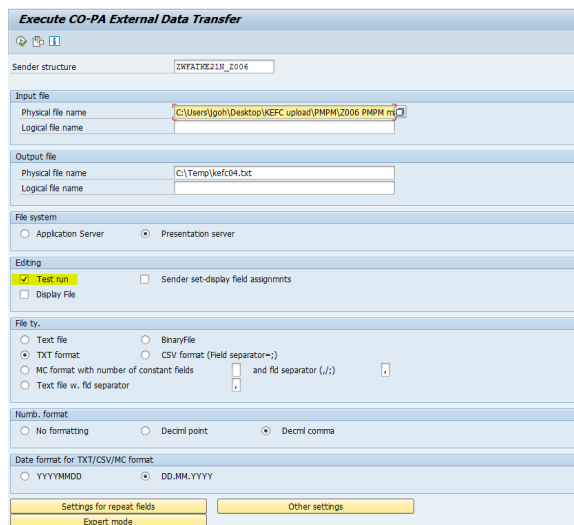 Execute CO-PA External Data Transfer
Sender structure ZWFATKE21N_Z006
Input file
Physical file name C:\Users\jgoh\Desktop\KEFC upload\PMPM\Z006 PMPM m
Logical file name
Output file
Physical file name C:\Temp\kefc04.txt
Logical file name
File system
Application Server Presentation server
Editing
Test run Sender set-display field assignmnts
Display File
File ty.
Text file BinaryFile
TXT format CSV format (Field separator=;)
MC format with number of constant fields and fld separator (,/;) ,
Text file w. fld separator ,
Numb. format
No formatting Deciml point Decml comma
Date format for TXT/CSV/MC format
YYYYMMDD DD.MM.YYYY
Settings for repeat fields Other settings
Expert mode